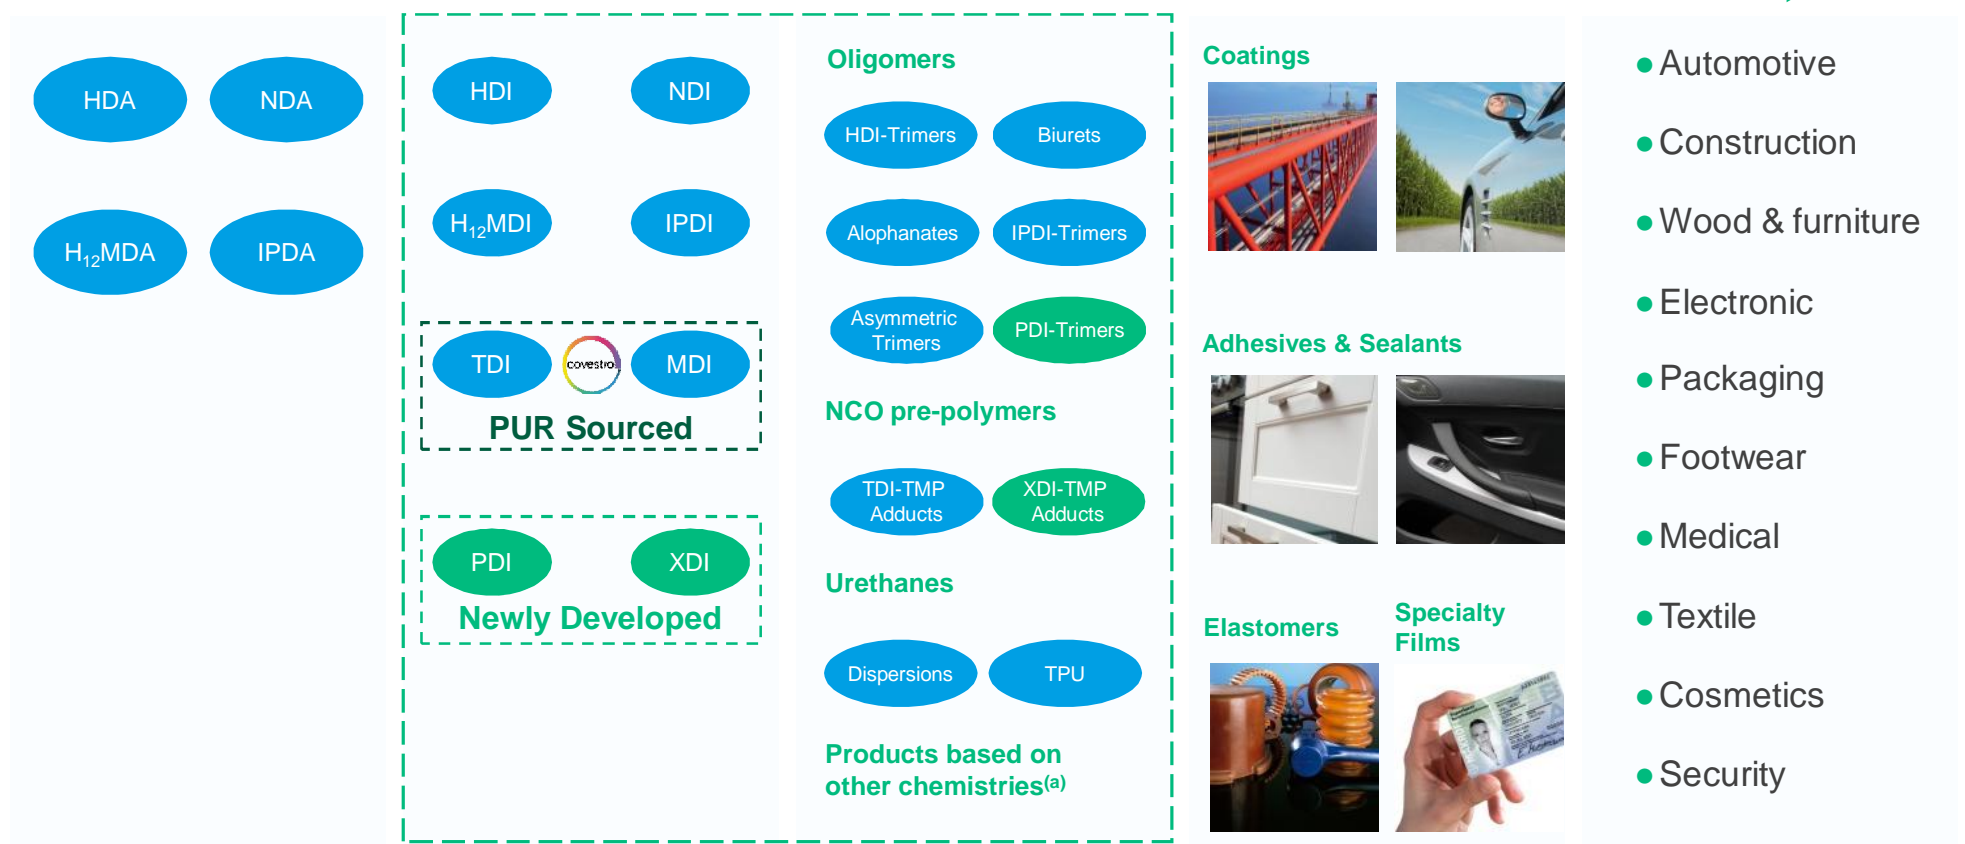 HDA
NDA
H12MDA
IPDA
HDI
NDI
H12MDI
IPDI
TDI
covestro
MDI
PUR Sourced
PDI
XDI
Newly Developed
Oligomers
HDI-Trimers
Biurets
Alophanates
IPDI-Trimers
Asymmetric
Trimers
PDI-Trimers
NCO pre-polymers
TDI-TMP
Adducts
XDI-TMP
Adducts
Urethanes
Dispersions
TPU
Products based on
other chemistries(a)
Coatings
Adhesives & Sealants
Elastomers
Specialty
Films
● Automotive
● Construction
● Wood & furniture
● Electronic
● Packaging
● Footwear
● Medical
● Textile
● Cosmetics
● Security